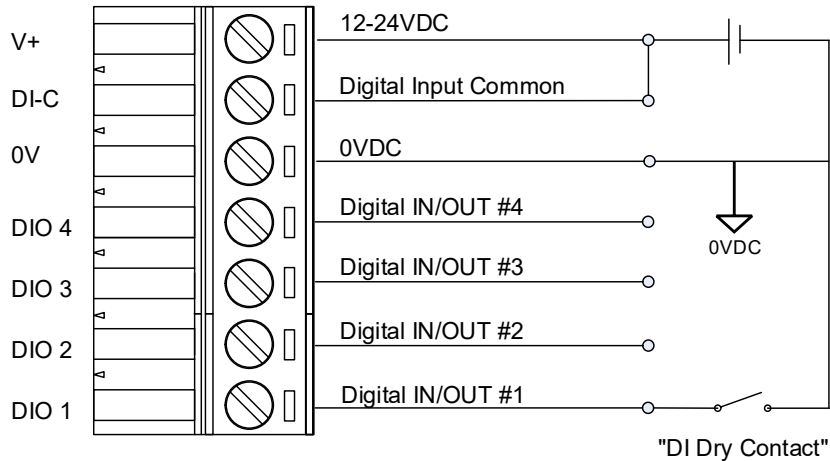 V+ 12-24VDC
DI-C Digital Input Common
0V 0VDC
DIO 4 Digital IN/OUT #4
0VDC
DIO 3 Digital IN/OUT #3
DIO 2 Digital IN/OUT #2
DIO 1 Digital IN/OUT #1
"DI Dry Contact"